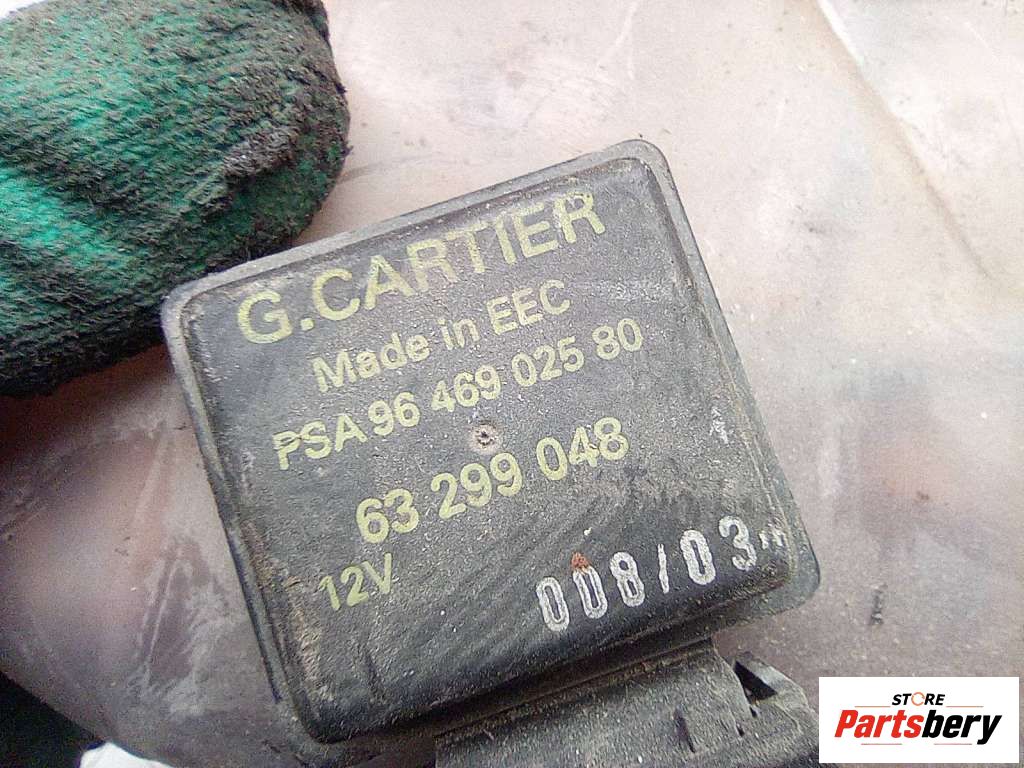 G.CARTIER
Made in EEC
PSA 96 469 025 80
63 299 048
12V
008/03
STORE
Partsbery